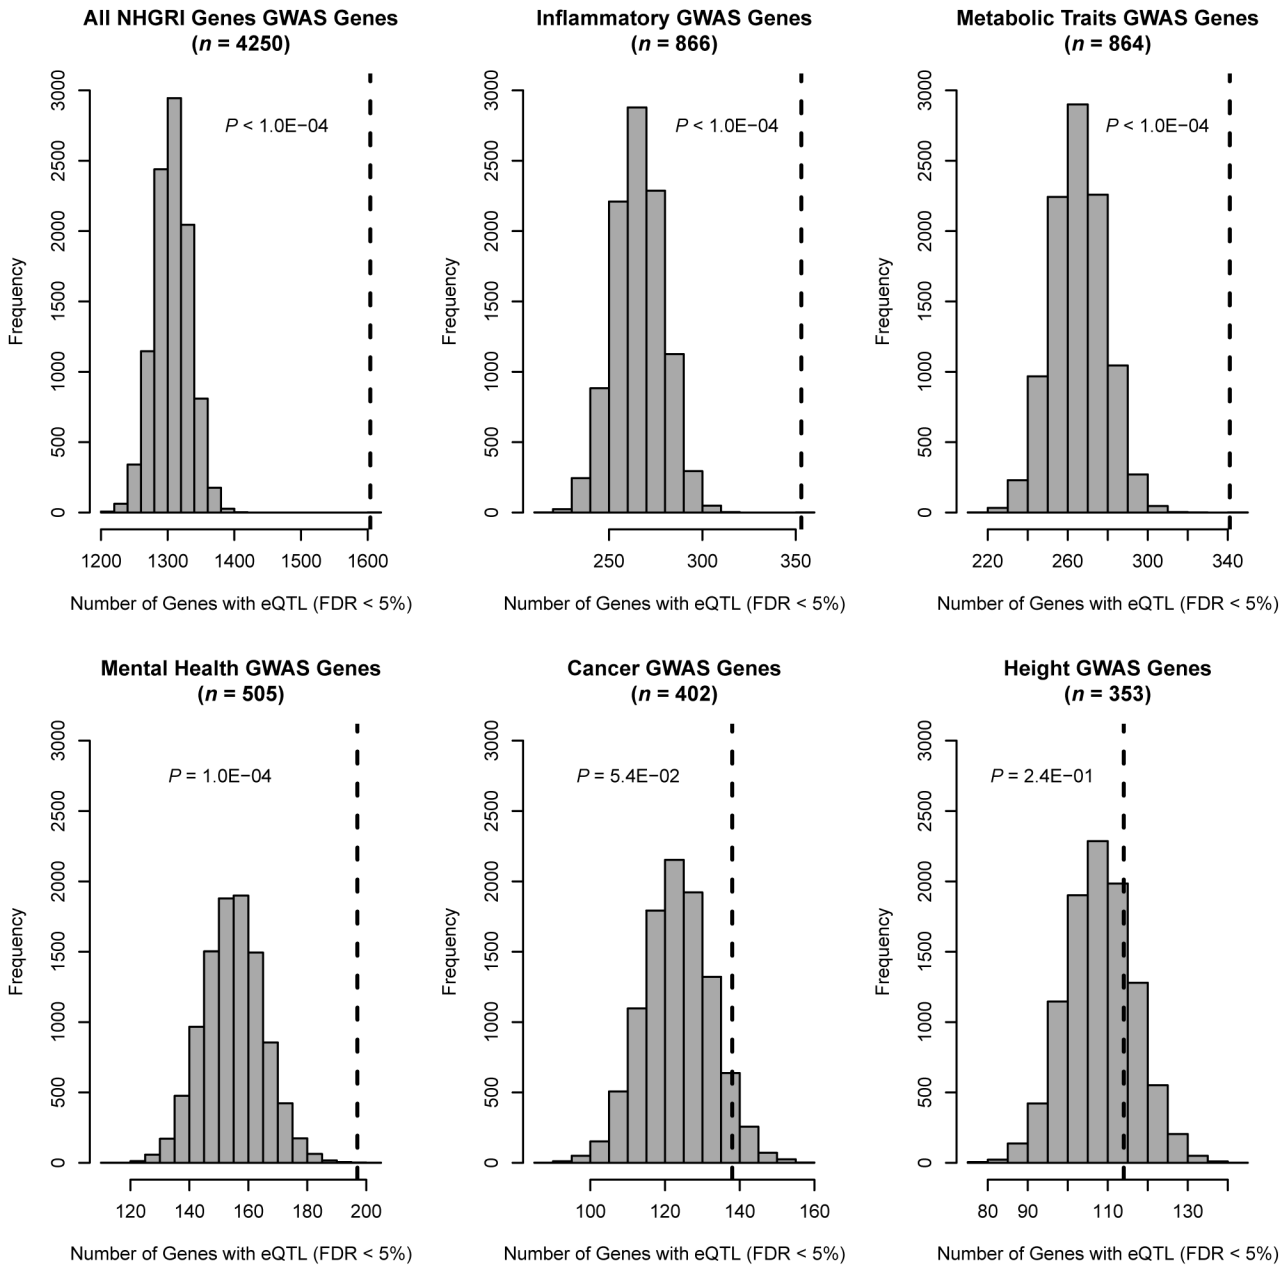 All NHGRI Genes GWAS Genes
(n = 4250)
P < 1.0E−04
Frequency
0 500 1000 1500 2000 2500 3000
1200 1300 1400 1500 1600
Number of Genes with eQTL (FDR < 5%)
Inflammatory GWAS Genes
(n = 866)
P < 1.0E−04
Frequency
0 500 1000 1500 2000 2500 3000
250 300 350
Number of Genes with eQTL (FDR < 5%)
Metabolic Traits GWAS Genes
(n = 864)
P < 1.0E−04
Frequency
0 500 1000 1500 2000 2500 3000
220 260 300 340
Number of Genes with eQTL (FDR < 5%)
Mental Health GWAS Genes
(n = 505)
P = 1.0E−04
Frequency
0 500 1000 1500 2000 2500 3000
120 140 160 180 200
Number of Genes with eQTL (FDR < 5%)
Cancer GWAS Genes
(n = 402)
P = 5.4E−02
Frequency
0 500 1000 1500 2000 2500 3000
100 120 140 160
Number of Genes with eQTL (FDR < 5%)
Height GWAS Genes
(n = 353)
P = 2.4E−01
Frequency
0 500 1000 1500 2000 2500 3000
80 90 110 130
Number of Genes with eQTL (FDR < 5%)